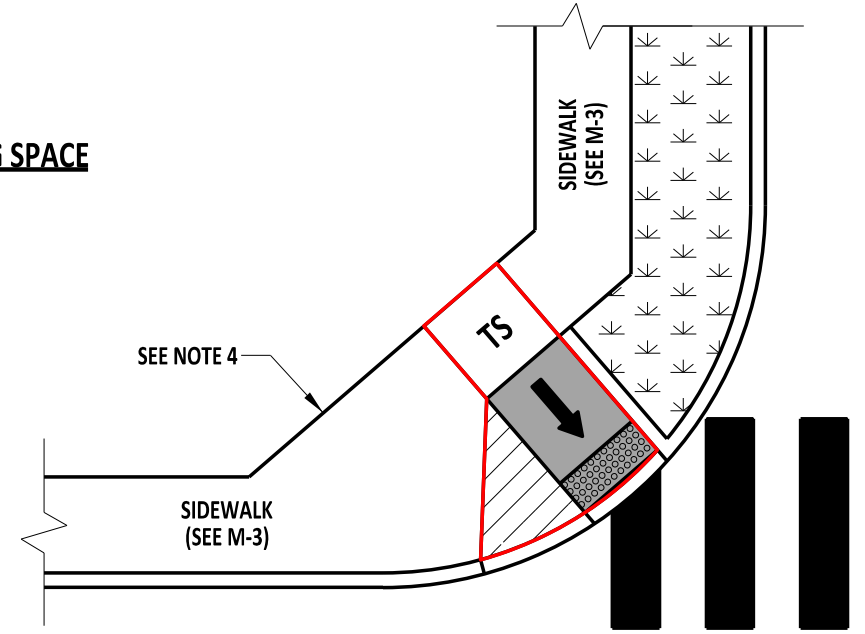 SPACE
SIDEWALK
(SEE M-3)
TS
SEE NOTE 4
SIDEWALK
(SEE M-3)